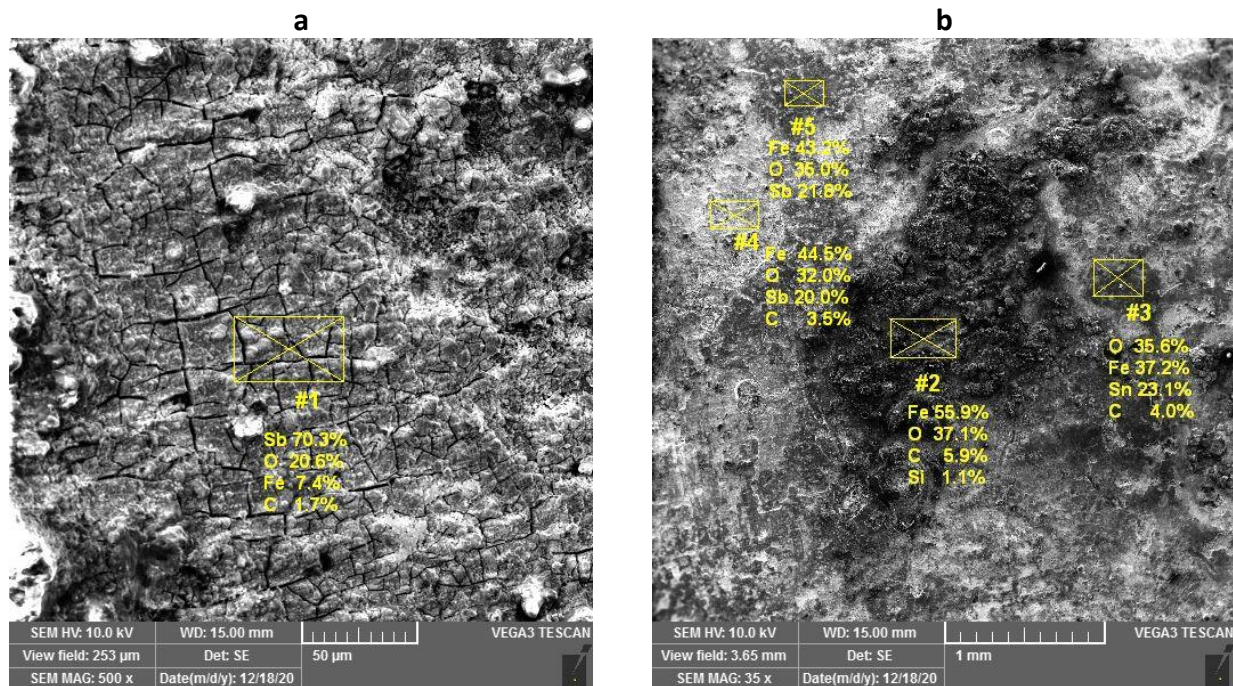 a
#1
Sb 70.3%
O 20.6%
Fe 7.4%
C 1.7%
SEM HV: 10.0 kV WD: 15.00 mm VEGA3 TESCAN
View field: 253 µm Det: SE 50 µm
SEM MAG: 500 x Date(m/d/y): 12/18/20
b
#5
Fe 43.2%
O 35.0%
Sb 21.8%
#4
Fe 44.5%
O 32.0%
Sb 20.0%
C 3.5%
#3
O 35.6%
Fe 37.2%
Sn 23.1%
C 4.0%
#2
Fe 55.9%
O 37.1%
C 5.9%
Si 1.1%
SEM HV: 10.0 kV WD: 15.00 mm VEGA3 TESCAN
View field: 3.65 mm Det: SE 1 mm
SEM MAG: 35 x Date(m/d/y): 12/18/20